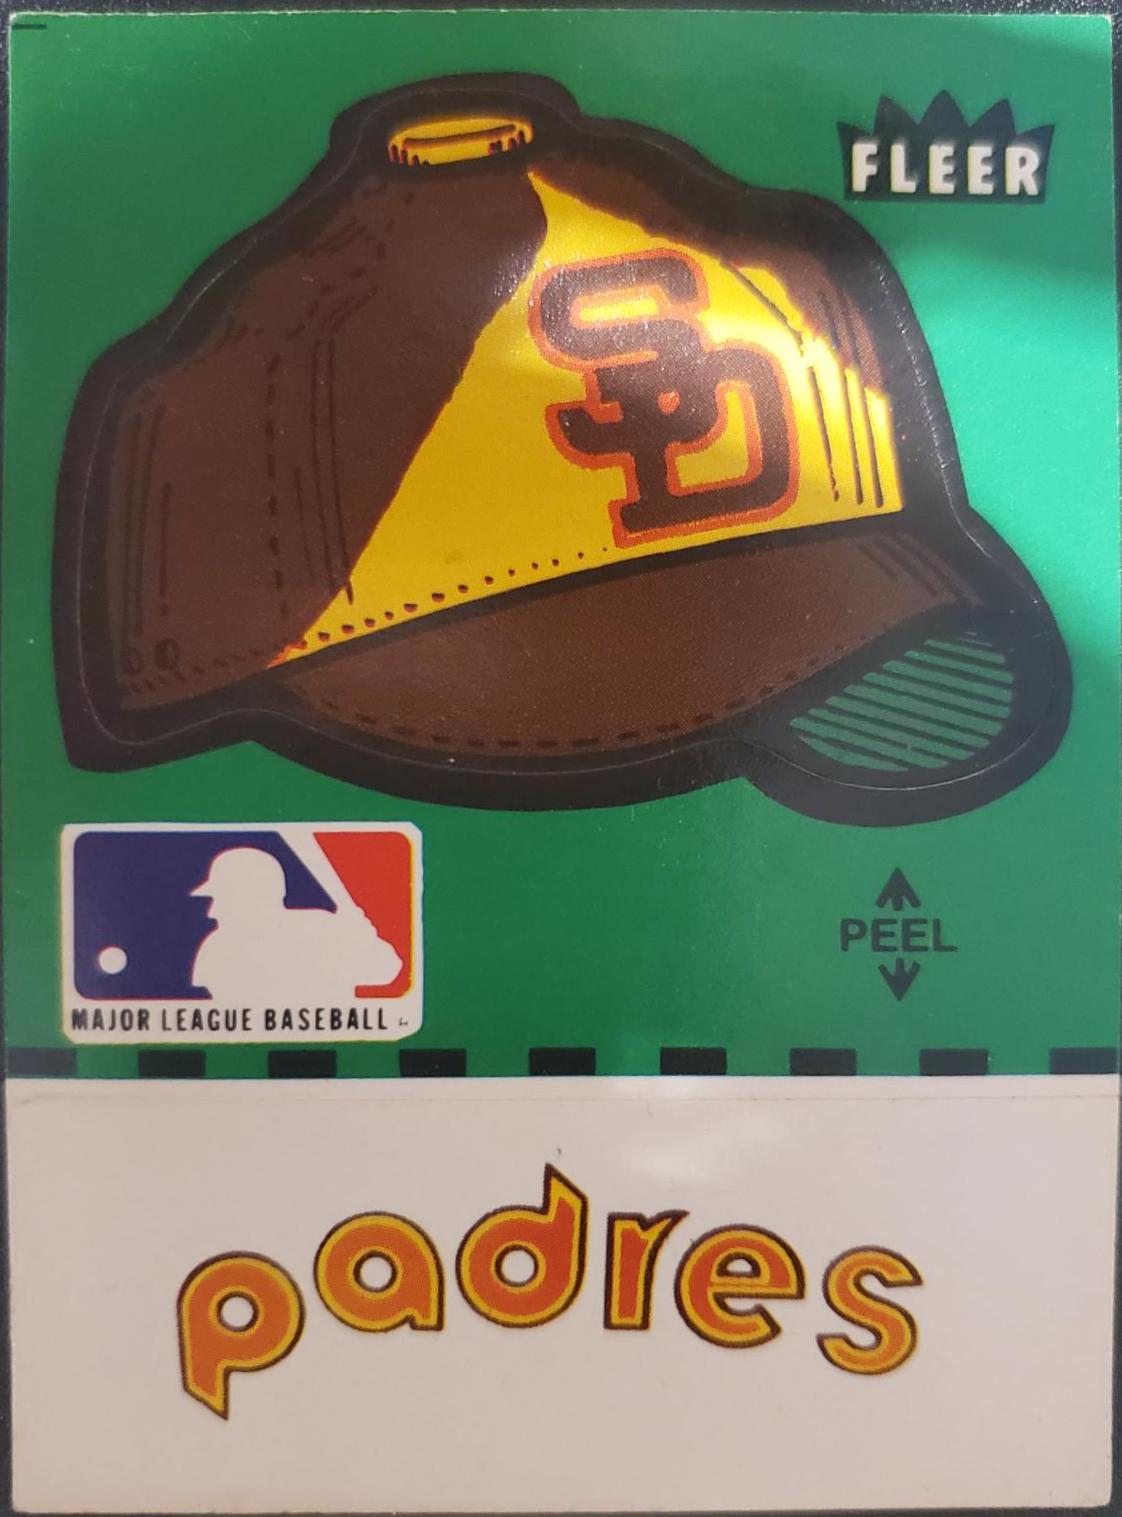 FLEER
SD
PEEL
MAJOR LEAGUE BASEBALL
padres